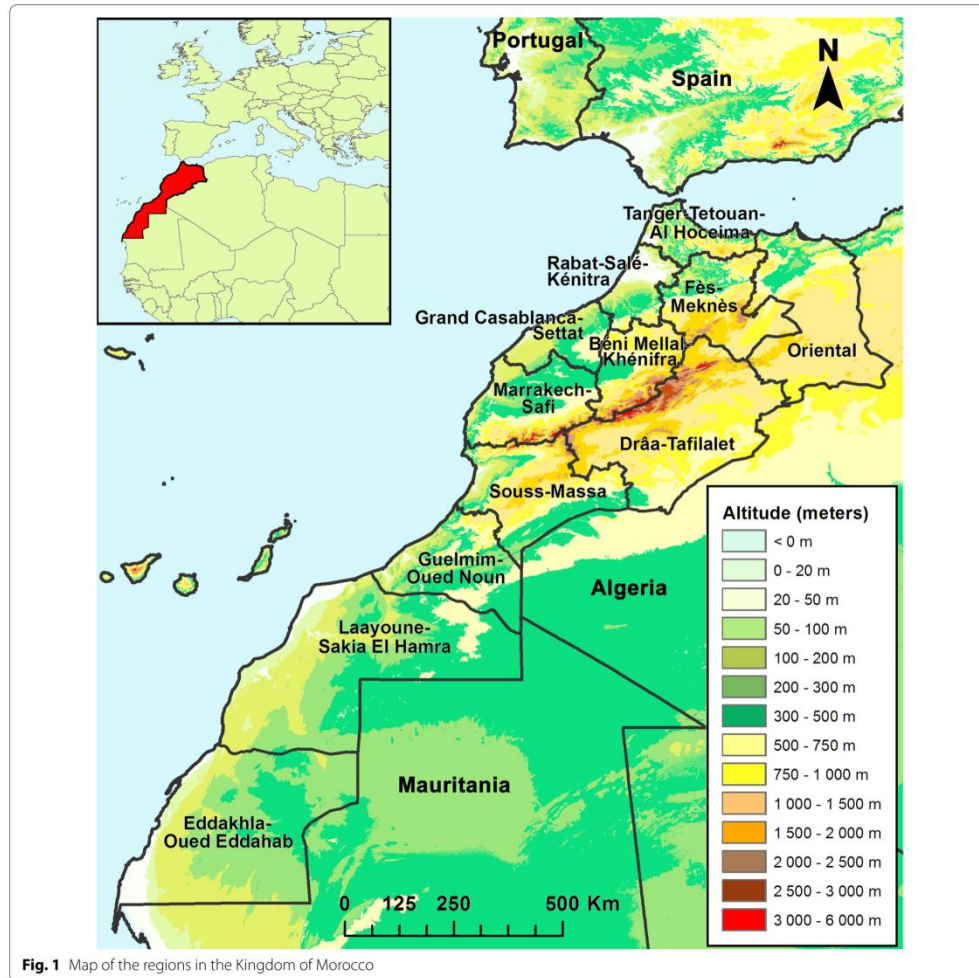 Portugal
Spain
N
Tanger-Tetouan-
Al Hoceima
Rabat-Salé-
Kénitra
Fès-
Meknès
Grand Casablanca-
Settat
Béni Mellal-
Khénifra
Oriental
Marrakech-
Safi
Drâa-Tafilalet
Souss-Massa
Guelmim-
Oued Noun
Algeria
Laayoune-
Sakia El Hamra
Mauritania
Eddakhla-
Oued Eddahab
0 125 250 500 Km
Altitude (meters)
< 0 m
0 - 20 m
20 - 50 m
50 - 100 m
100 - 200 m
200 - 300 m
300 - 500 m
500 - 750 m
750 - 1 000 m
1 000 - 1 500 m
1 500 - 2 000 m
2 000 - 2 500 m
2 500 - 3 000 m
3 000 - 6 000 m
Fig. 1 Map of the regions in the Kingdom of Morocco